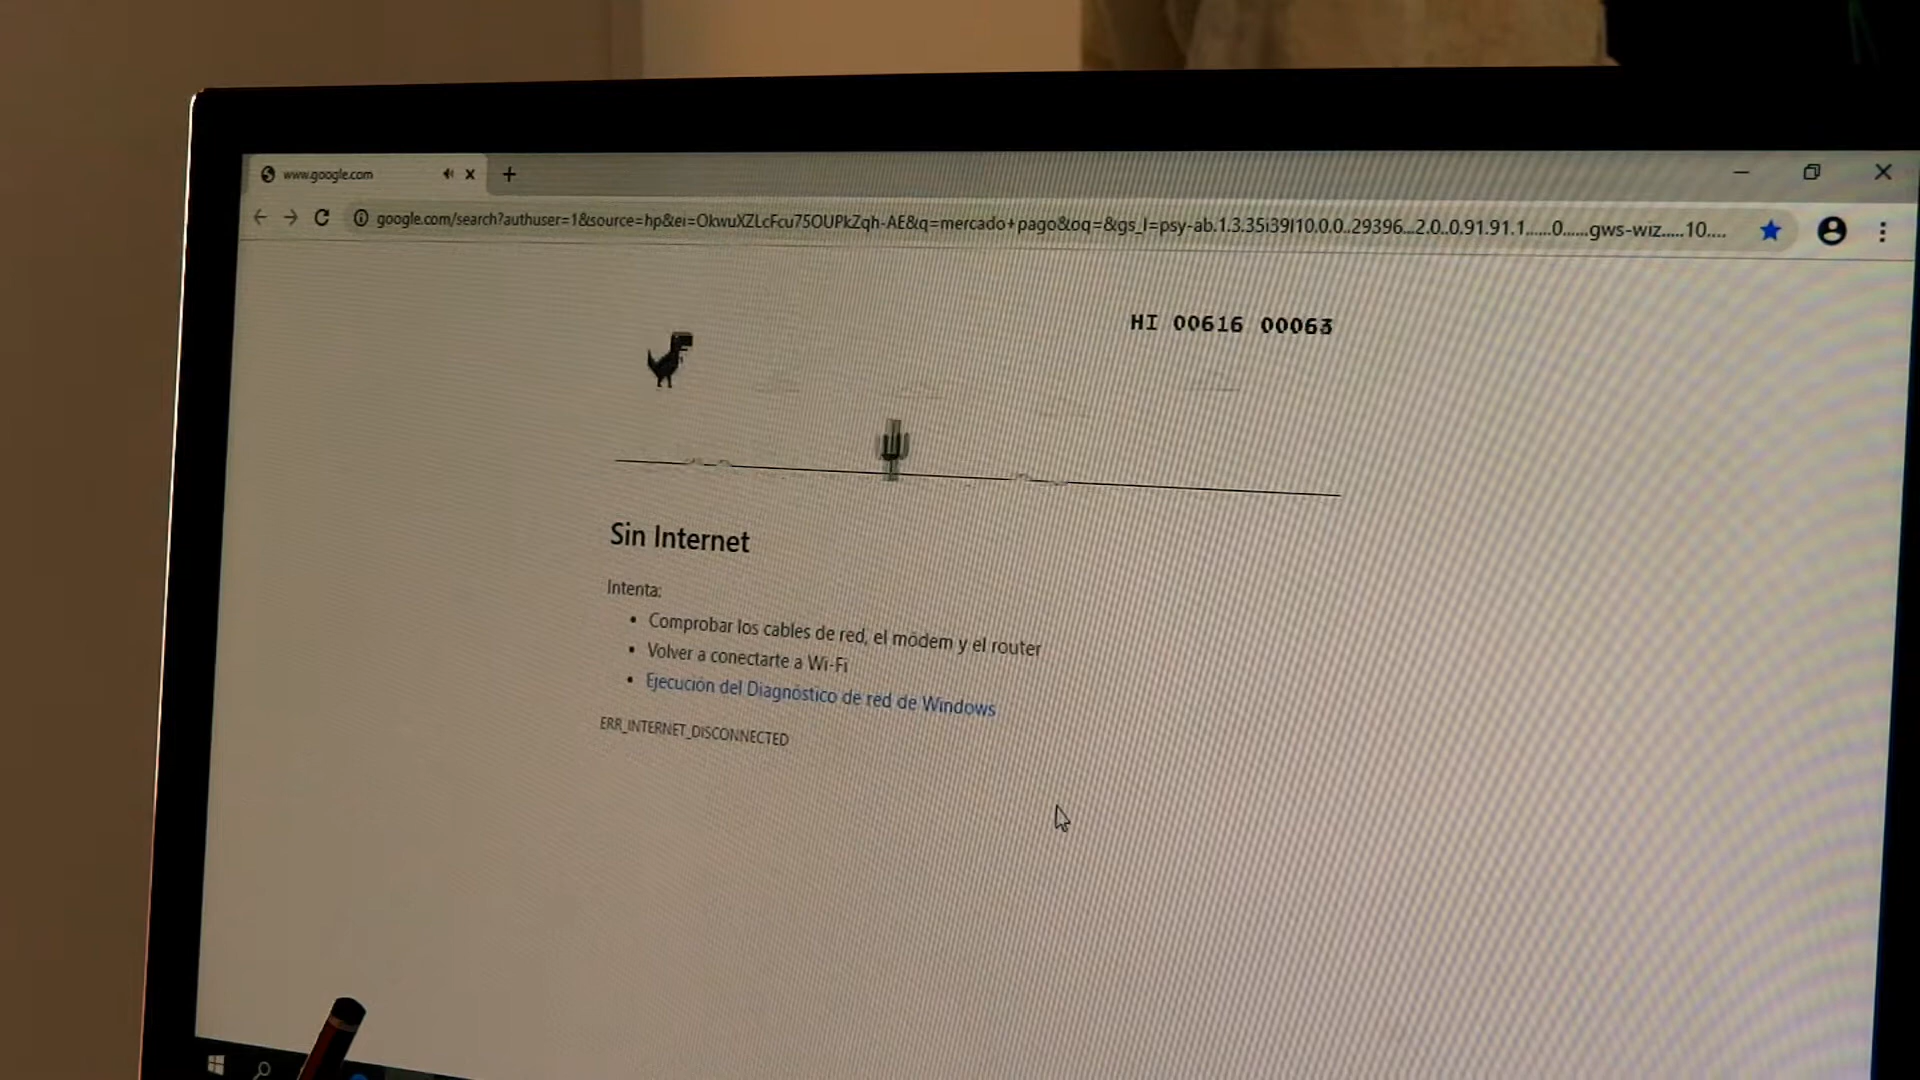 www.google.com
google.com/search?authuser=1&source=hp&ei=OkwuXZLcFcu75OUPkZqh-AE&q=mercado+pago&oq=&gs_l=psy-ab.1.3.35i39l10.0.0..29396...2.0..0.91.91.1......0......gws-wiz.....10....
HI 00616 00063
Sin Internet
Intenta:
• Comprobar los cables de red, el módem y el router
• Volver a conectarte a Wi-Fi
• Ejecución del Diagnóstico de red de Windows
ERR_INTERNET_DISCONNECTED